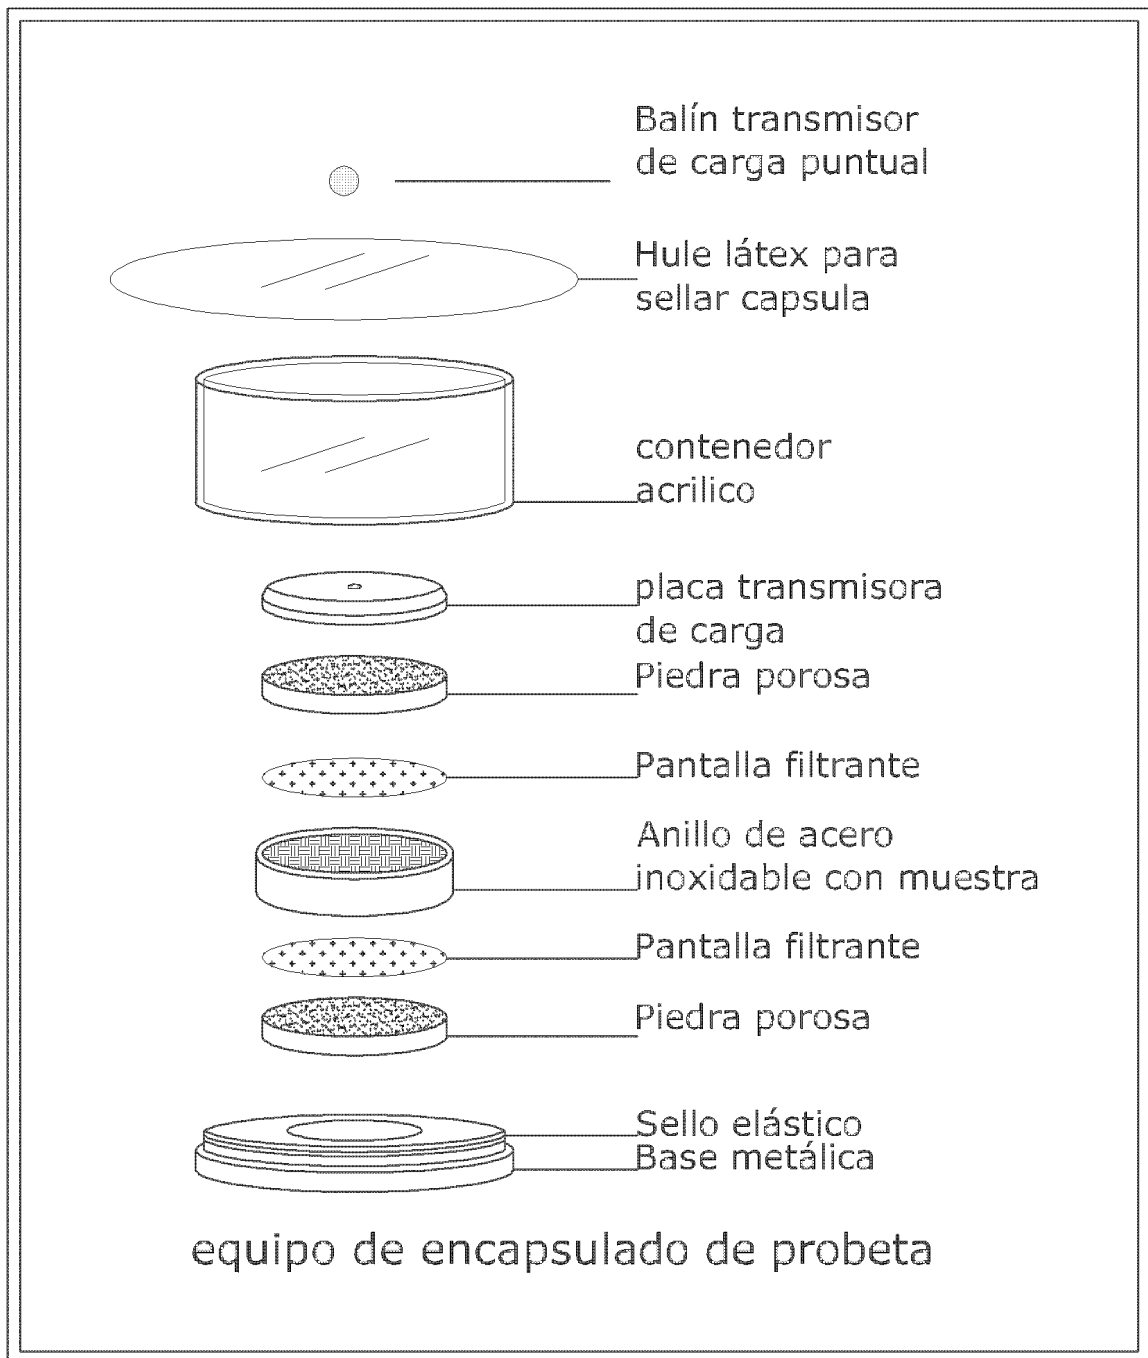 Balín transmisor
de carga puntual
Hule látex para
sellar capsula
contenedor
acrilico
placa transmisora
de carga
Piedra porosa
Pantalla filtrante
Anillo de acero
inoxidable con muestra
Pantalla filtrante
Piedra porosa
Sello elástico
Base metálica
equipo de encapsulado de probeta